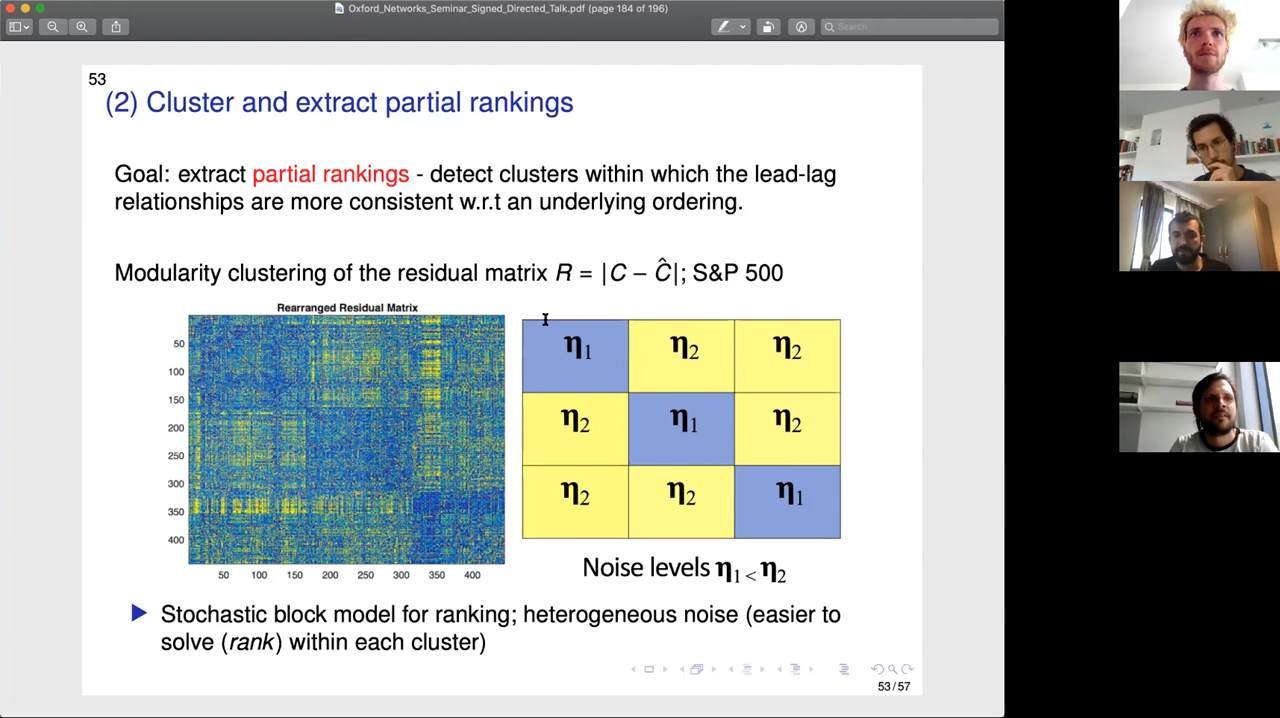 Oxford_Networks_Seminar_Signed_Directed_Talk.pdf (page 184 of 196)
Search
53
(2) Cluster and extract partial rankings
Goal: extract partial rankings - detect clusters within which the lead-lag
relationships are more consistent w.r.t an underlying ordering.
Modularity clustering of the residual matrix R = |C − Ĉ|; S&P 500
Rearranged Residual Matrix
50
100
150
200
250
300
350
400
50 100 150 200 250 300 350 400
η1 η2 η2
η2 η1 η2
η2 η2 η1
Noise levels η1 < η2
Stochastic block model for ranking; heterogeneous noise (easier to
solve (rank) within each cluster)
53/57